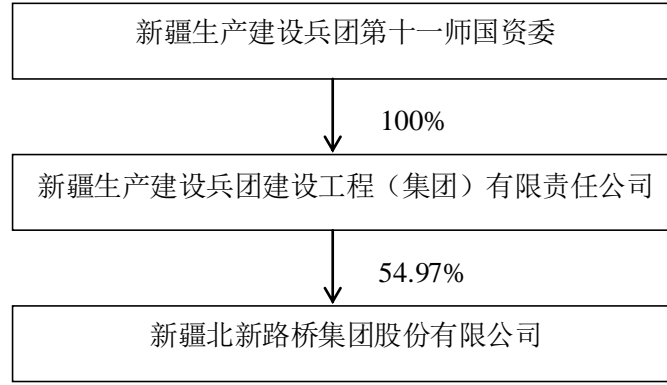 新疆生产建设兵团第十一师国资委
100%
新疆生产建设兵团建设工程（集团）有限责任公司
54.97%
新疆北新路桥集团股份有限公司